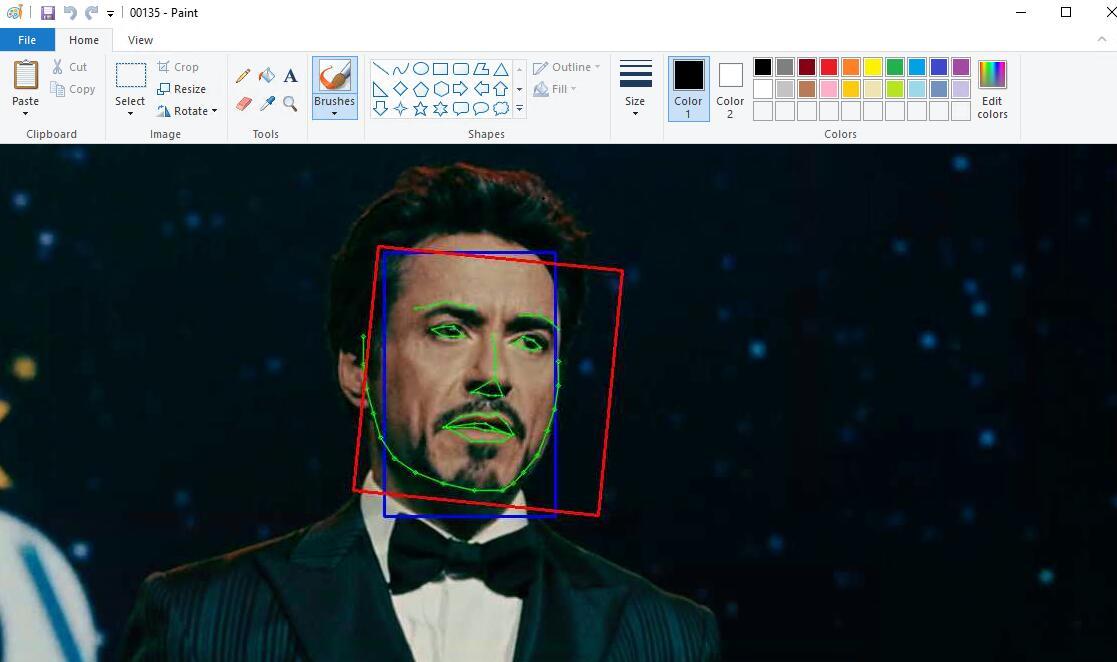 00135 - Paint
File Home View
Paste Cut Copy Select Crop Resize Rotate A Brushes Outline Fill Size Color 1 Color 2 Edit colors
Clipboard Image Tools Shapes Colors